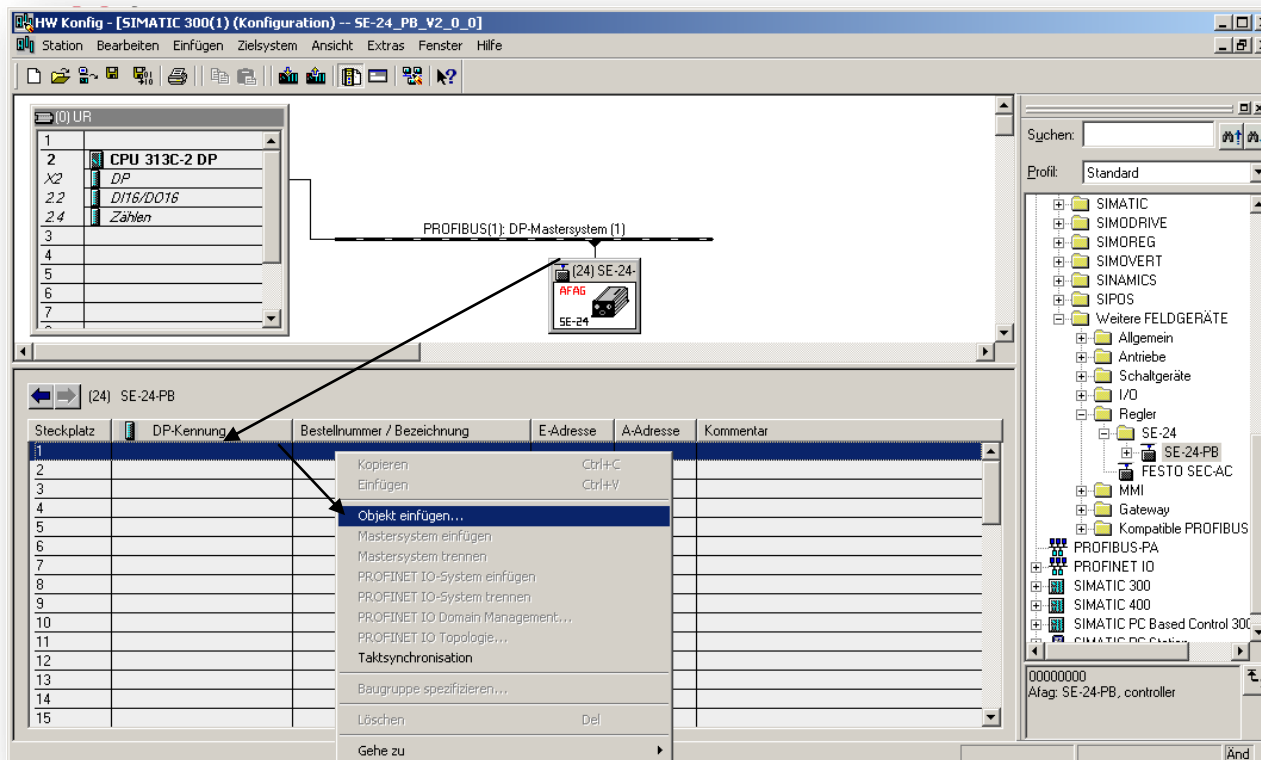 HW Konfig - [SIMATIC 300(1) (Konfiguration) -- SE-24_PB_V2_0_0]
Station Bearbeiten Einfügen Zielsystem Ansicht Extras Fenster Hilfe
(0) UR
1
2 CPU 313C-2 DP
X2 DP
2.2 DI16/DO16
2.4 Zählen
3
4
5
6
7
PROFIBUS(1): DP-Mastersystem (1)
(24) SE-24-
AFAG
SE-24
Suchen:
Profil: Standard
SIMATIC
SIMODRIVE
SIMOREG
SIMOVERT
SINAMICS
SIPOS
Weitere FELDGERÄTE
Allgemein
Antriebe
Schaltgeräte
I/O
Regler
SE-24
SE-24-PB
FESTO SEC-AC
MMI
Gateway
Kompatible PROFIBUS
PROFIBUS-PA
PROFINET IO
SIMATIC 300
SIMATIC 400
SIMATIC PC Based Control 300
SIMATIC PC Station
00000000
Afag: SE-24-PB, controller
(24) SE-24-PB
Steckplatz DP-Kennung Bestellnummer / Bezeichnung E-Adresse A-Adresse Kommentar
1
2
3
4
5
6
7
8
9
10
11
12
13
14
15
Kopieren Ctrl+C
Einfügen Ctrl+V
Objekt einfügen...
Mastersystem einfügen
Mastersystem trennen
PROFINET IO-System einfügen
PROFINET IO-System trennen
PROFINET IO Domain Management...
PROFINET IO Topologie...
Taktsynchronisation
Baugruppe spezifizieren...
Löschen Del
Gehe zu
Änd